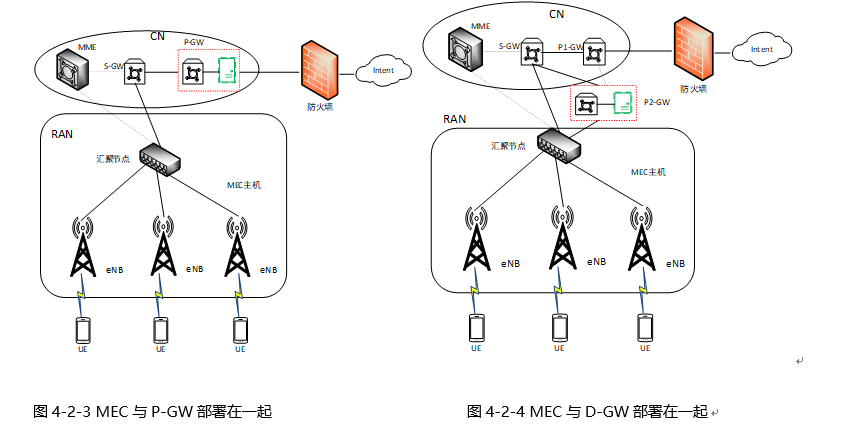 CN
MME
P-GW
S-GW
防火墙
Intent
RAN
汇聚节点
MEC主机
eNB
eNB
eNB
UE
UE
UE
图 4-2-3 MEC 与 P-GW 部署在一起
CN
MME
S-GW
P1-GW
Intent
防火墙
P2-GW
RAN
汇聚节点
MEC主机
eNB
eNB
eNB
UE
UE
UE
图 4-2-4 MEC 与 D-GW 部署在一起